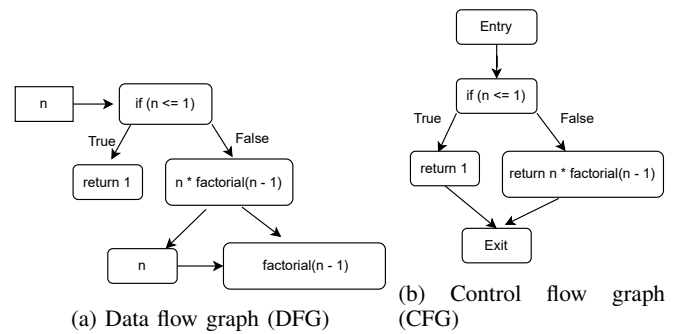 n
if (n <= 1)
True
False
return 1
n * factorial(n - 1)
n
factorial(n - 1)
(a) Data flow graph (DFG)
Entry
if (n <= 1)
True
False
return 1
return n * factorial(n - 1)
Exit
(b) Control flow graph
(CFG)